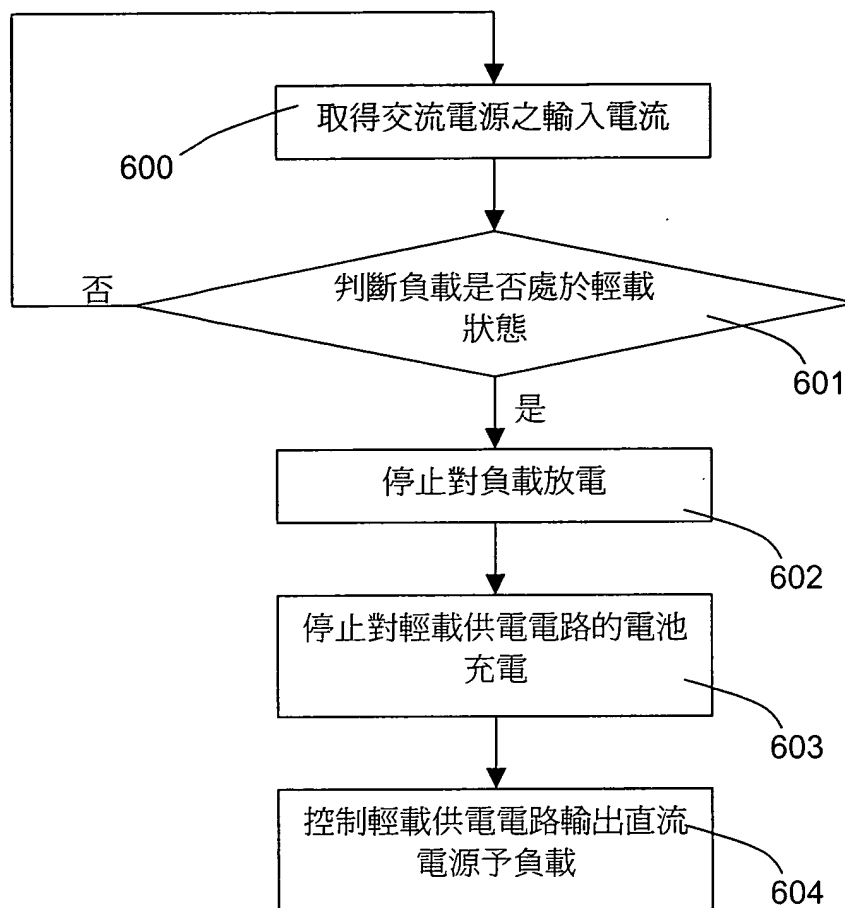 取得交流電源之輸入電流
600
否
判斷負載是否處於輕載
狀態
601
是
停止對負載放電
602
停止對輕載供電電路的電池
充電
603
控制輕載供電電路輸出直流
電源予負載
604